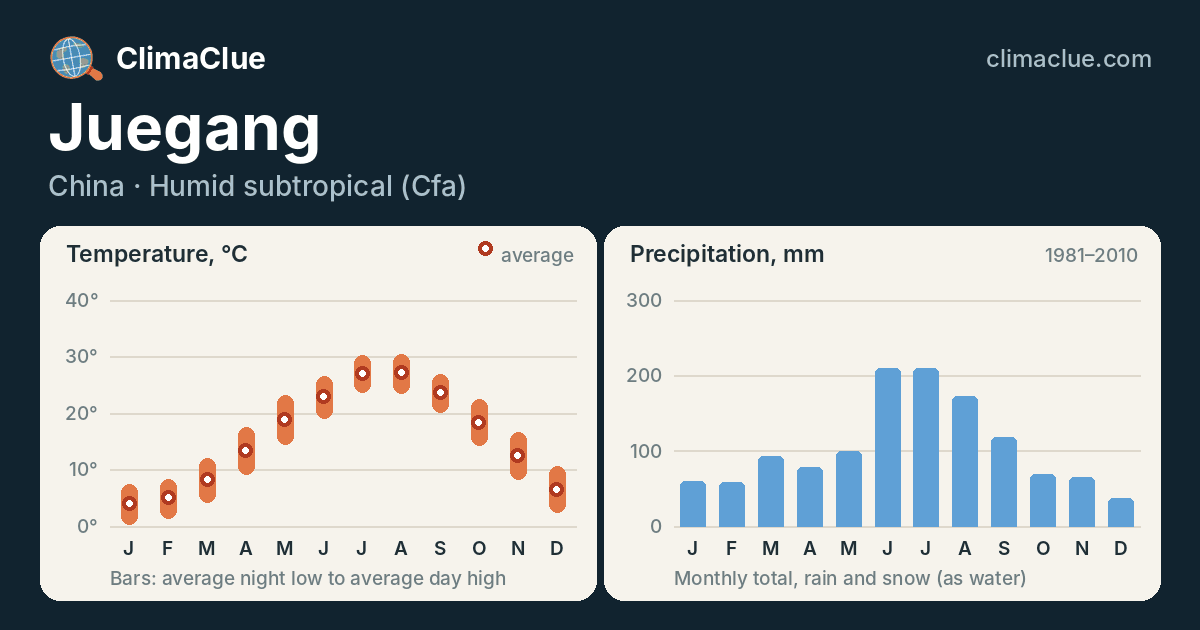 ClimaClue
climaclue.com
Juegang
China · Humid subtropical (Cfa)
Temperature, °C
average
40°
30°
20°
10°
0°
J F M A M J J A S O N D
Bars: average night low to average day high
Precipitation, mm
1981–2010
300
200
100
0
J F M A M J J A S O N D
Monthly total, rain and snow (as water)